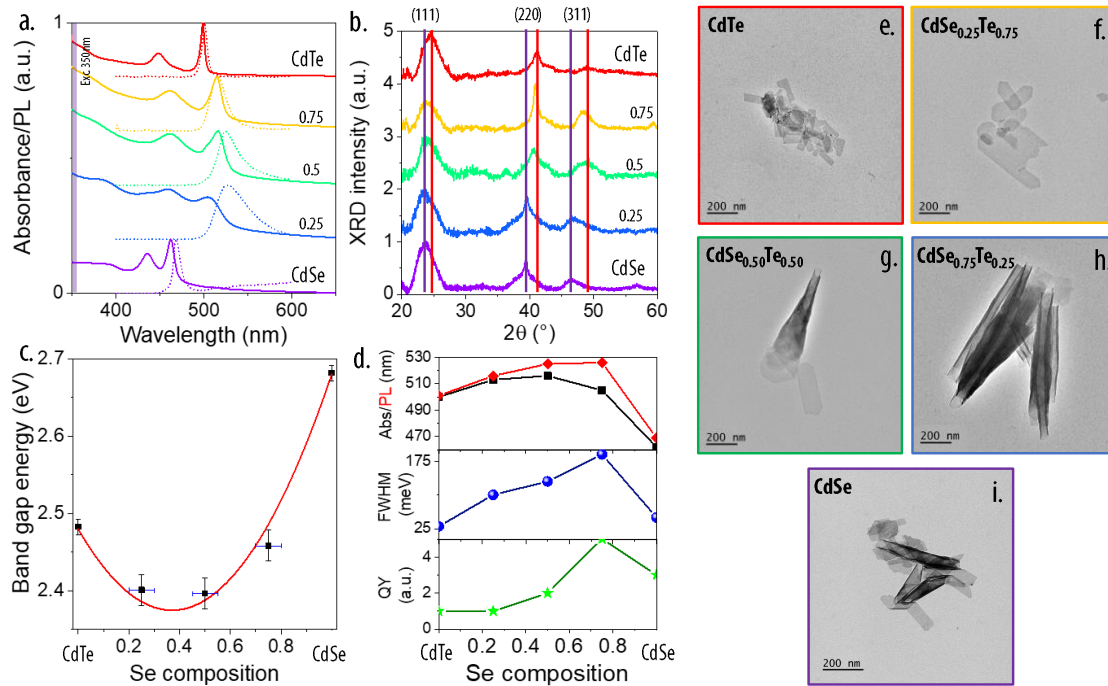 a.
1
0
Absorbance/PL (a.u.)
Exc. 350nm
CdTe
0.75
0.5
0.25
CdSe
400 500 600
Wavelength (nm)
b.
(111) (220) (311)
5
4
3
2
1
0
XRD intensity (a.u.)
CdTe
0.75
0.5
0.25
CdSe
20 30 40 50 60
2θ (°)
c.
2.7
2.6
2.5
2.4
Band gap energy (eV)
CdTe 0.2 0.4 0.6 0.8 CdSe
Se composition
d.
530
510
490
470
Abs/PL (nm)
175
25
FWHM
(meV)
4
2
0
QY
(a.u.)
CdTe 0.2 0.4 0.6 0.8 CdSe
Se composition
CdTe e.
200 nm
CdSe0.25Te0.75 f.
200 nm
CdSe0.50Te0.50 g.
200 nm
CdSe0.75Te0.25 h.
200 nm
CdSe i.
200 nm